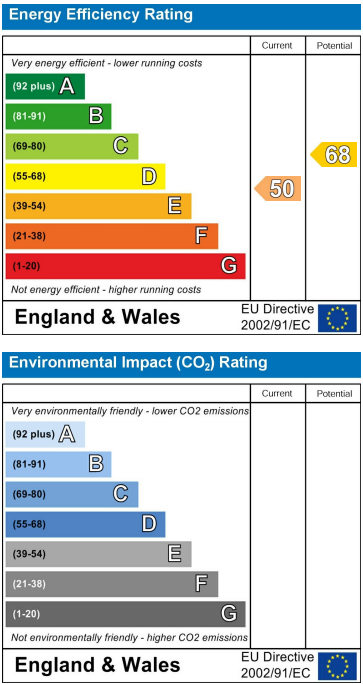 Energy Efficiency Rating
Current Potential
Very energy efficient - lower running costs
(92 plus) A
(81-91) B
(69-80) C
(55-68) D
(39-54) E
(21-38) F
(1-20) G
50
68
Not energy efficient - higher running costs
England & Wales
EU Directive
2002/91/EC
Environmental Impact (CO₂) Rating
Current Potential
Very environmentally friendly - lower CO2 emissions
(92 plus) A
(81-91) B
(69-80) C
(55-68) D
(39-54) E
(21-38) F
(1-20) G
Not environmentally friendly - higher CO2 emissions
England & Wales
EU Directive
2002/91/EC